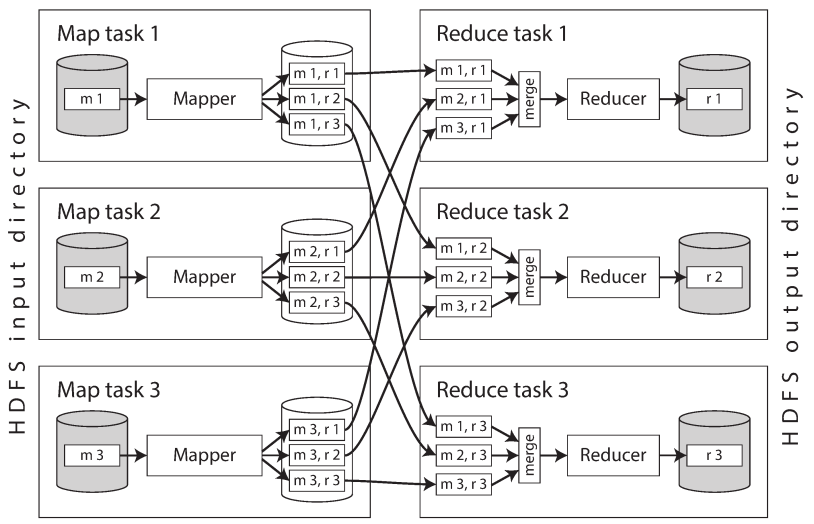 HDFS input directory
Map task 1
m 1
Mapper
m 1, r 1
m 1, r 2
m 1, r 3
Map task 2
m 2
Mapper
m 2, r 1
m 2, r 2
m 2, r 3
Map task 3
m 3
Mapper
m 3, r 1
m 3, r 2
m 3, r 3
Reduce task 1
m 1, r 1
m 2, r 1
m 3, r 1
merge
Reducer
r 1
Reduce task 2
m 1, r 2
m 2, r 2
m 3, r 2
merge
Reducer
r 2
Reduce task 3
m 1, r 3
m 2, r 3
m 3, r 3
merge
Reducer
r 3
HDFS output directory